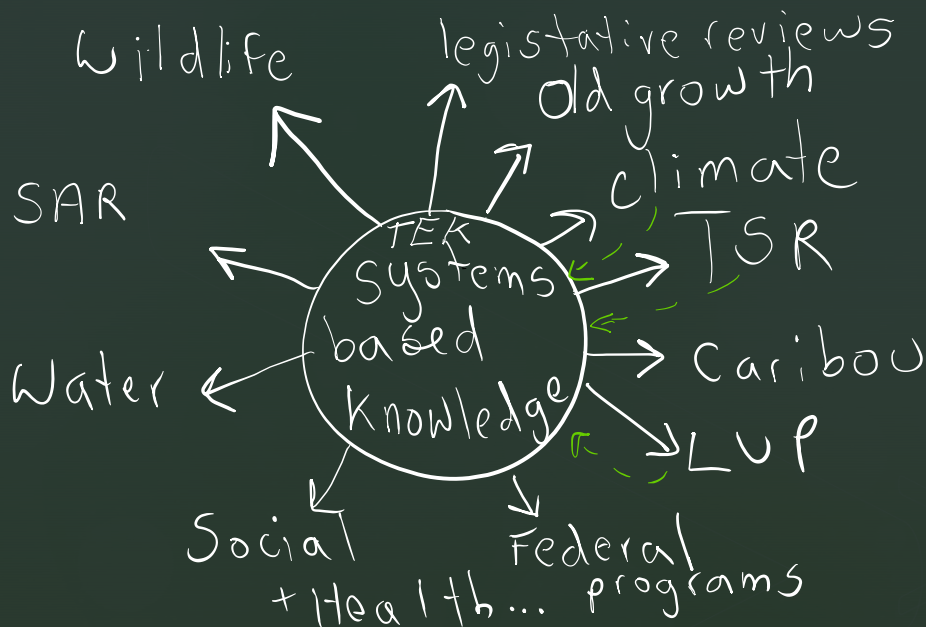 Wildlife
legistative reviews
old growth
climate
SAR
TSR
TEK
systems
based
Knowledge
Caribou
Water
LUP
Social
+ Health...
Federal
programs